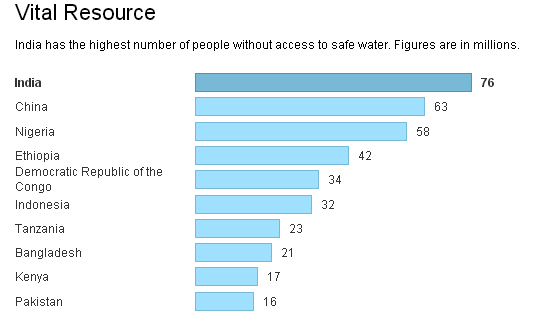 Vital Resource
India has the highest number of people without access to safe water. Figures are in millions.
India 76
China 63
Nigeria 58
Ethiopia 42
Democratic Republic of the
Congo 34
Indonesia 32
Tanzania 23
Bangladesh 21
Kenya 17
Pakistan 16